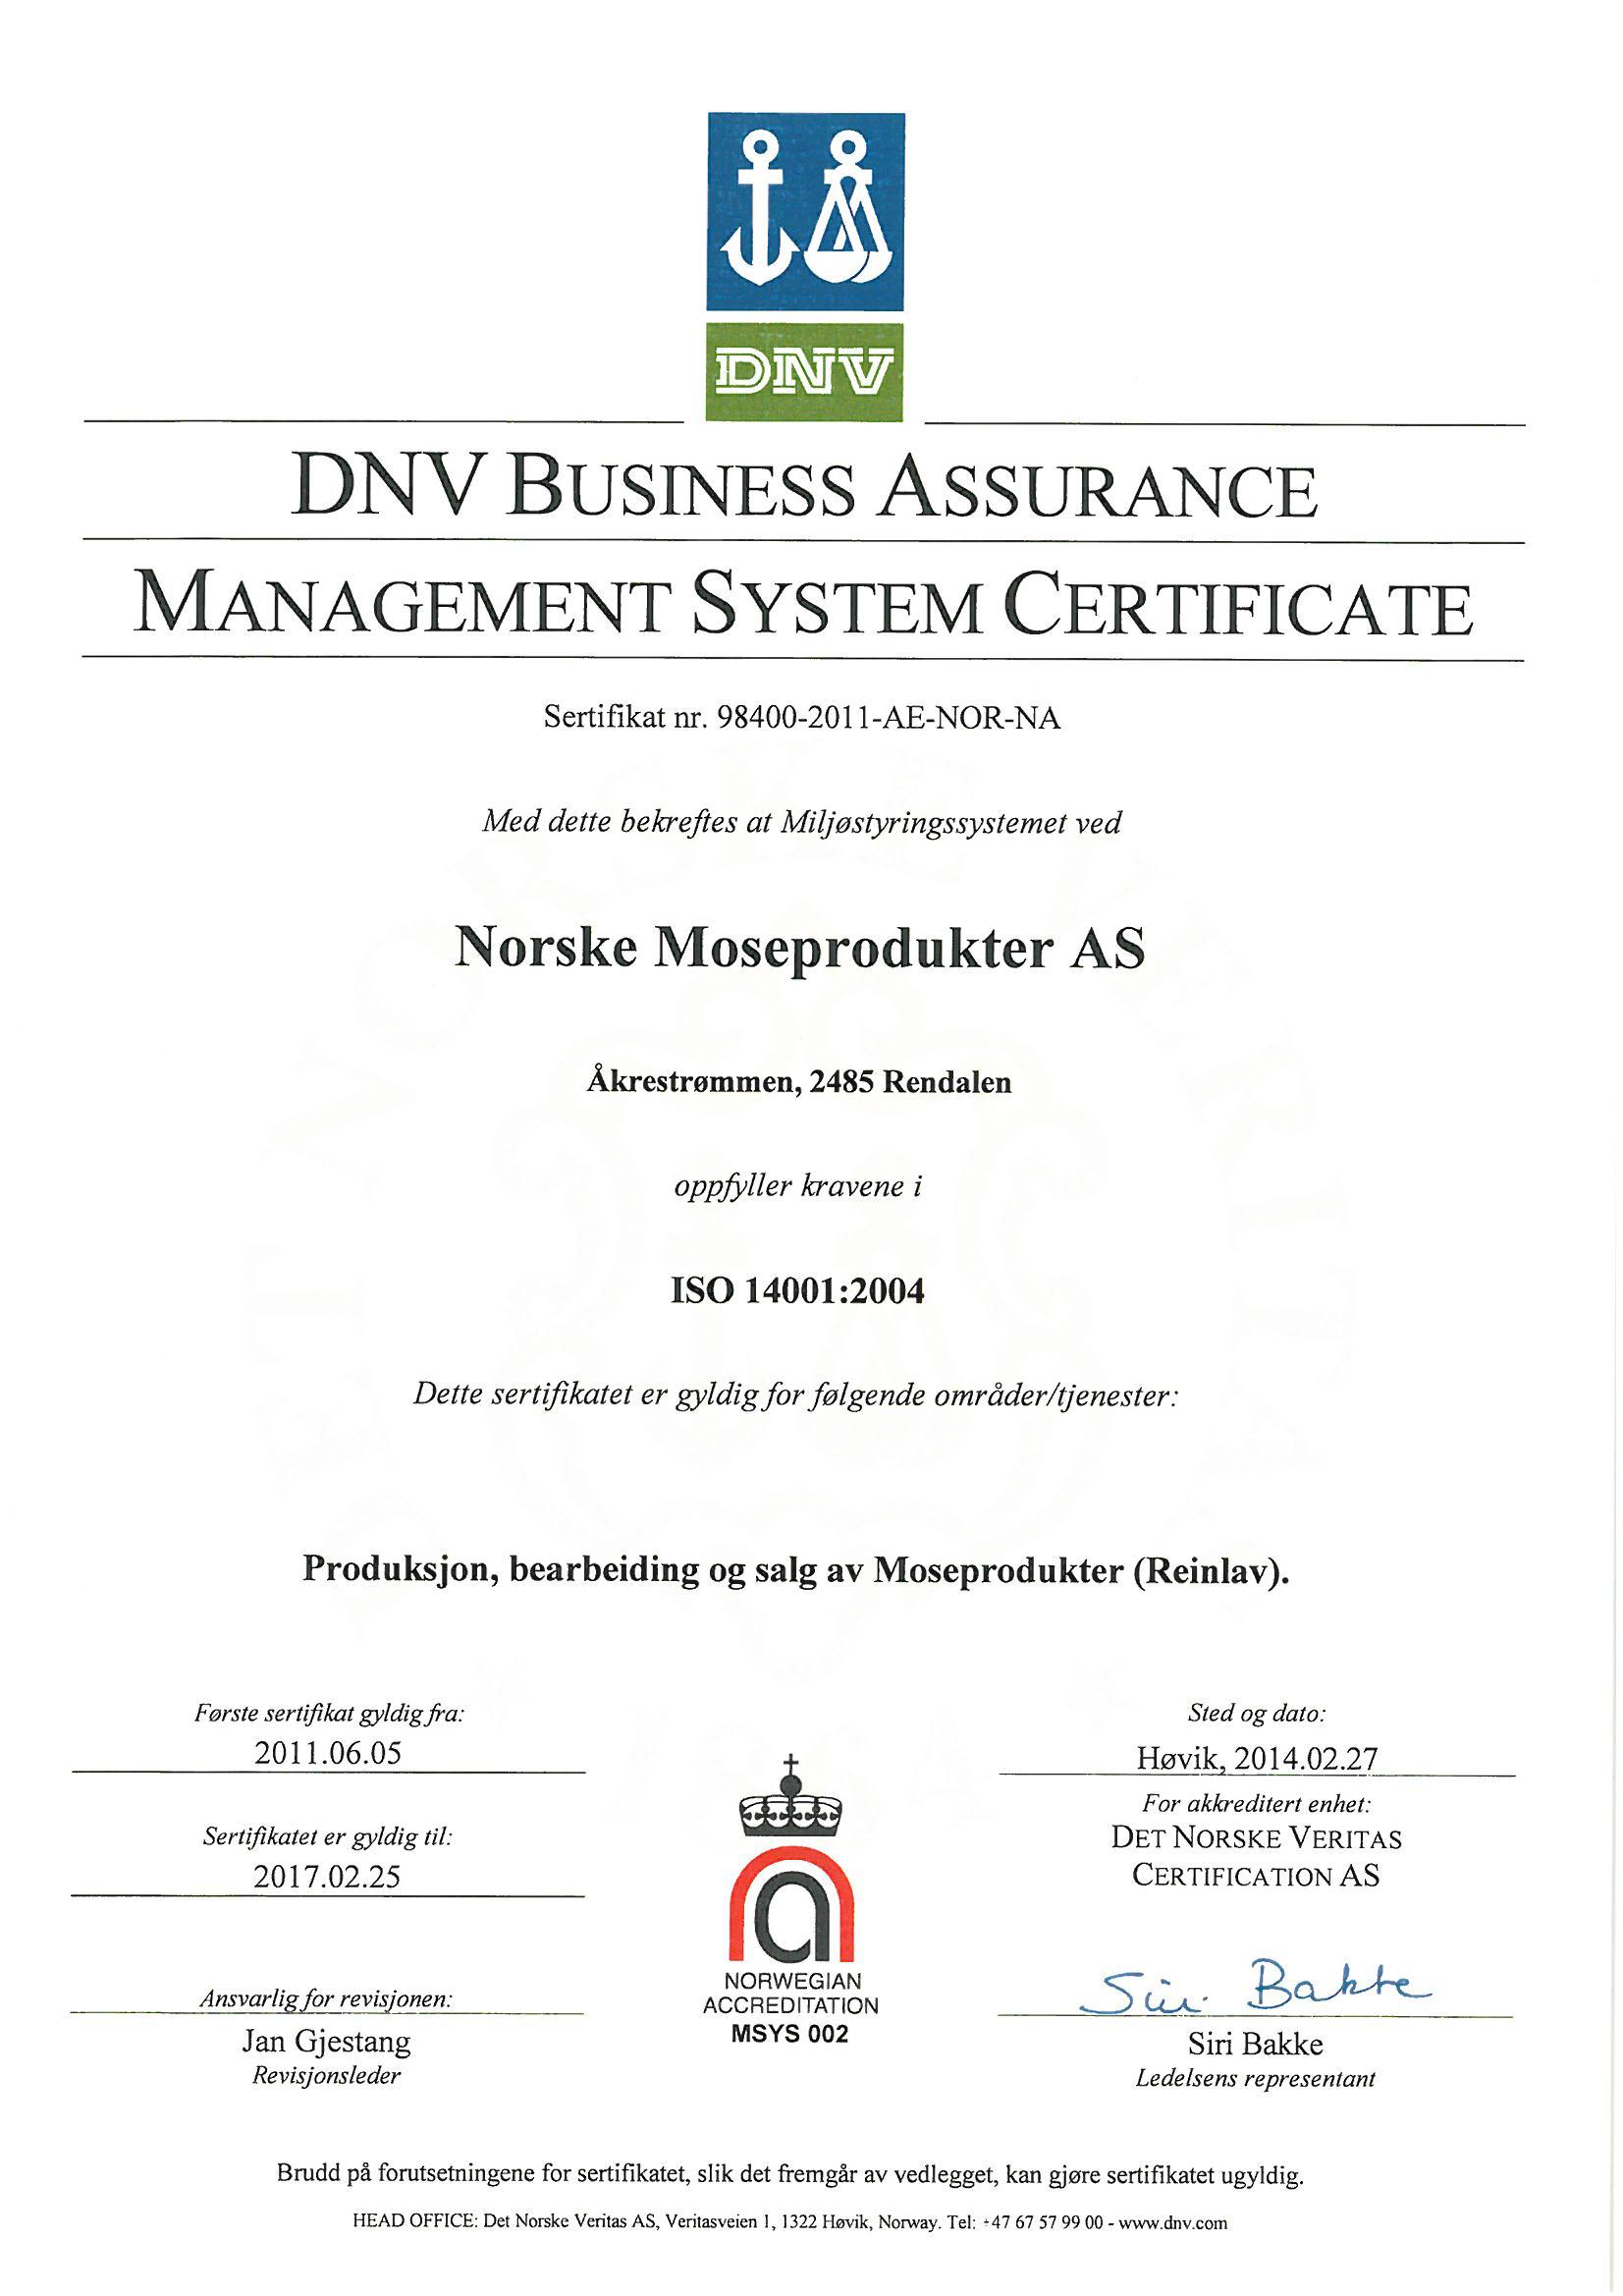 DNV
DNV BUSINESS ASSURANCE
MANAGEMENT SYSTEM CERTIFICATE
Sertifikat nr. 98400-2011-AE-NOR-NA
Med dette bekreftes at Miljøstyringssystemet ved
Norske Moseprodukter AS
Åkrestrømmen, 2485 Rendalen
oppfyller kravene i
ISO 14001:2004
Dette sertifikatet er gyldig for følgende områder/tjenester:
Produksjon, bearbeiding og salg av Moseprodukter (Reinlav).
Første sertifikat gyldig fra:
2011.06.05
Sertifikatet er gyldig til:
2017.02.25
Ansvarlig for revisjonen:
Jan Gjestang
Revisjonsleder
NORWEGIAN
ACCREDITATION
MSYS 002
Sted og dato:
Høvik, 2014.02.27
For akkreditert enhet:
DET NORSKE VERITAS
CERTIFICATION AS
Siri Bakke
Siri Bakke
Ledelsens representant
Brudd på forutsetningene for sertifikatet, slik det fremgår av vedlegget, kan gjøre sertifikatet ugyldig.
HEAD OFFICE: Det Norske Veritas AS, Veritasveien 1, 1322 Høvik, Norway. Tel: +47 67 57 99 00 - www.dnv.com